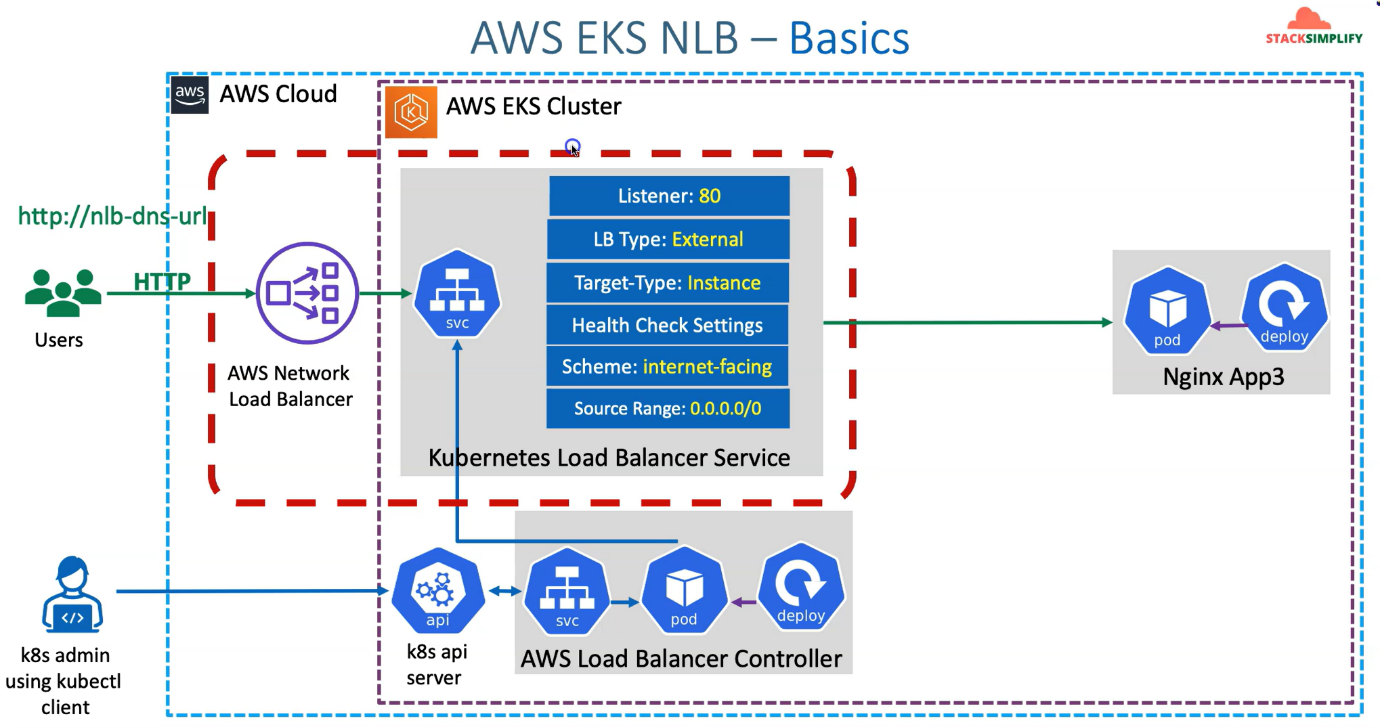 AWS EKS NLB – Basics
STACKSIMPLIFY
aws
AWS Cloud
K
AWS EKS Cluster
http://nlb-dns-url
HTTP
Users
AWS Network
Load Balancer
svc
Listener: 80
LB Type: External
Target-Type: Instance
Health Check Settings
Scheme: internet-facing
Source Range: 0.0.0.0/0
Kubernetes Load Balancer Service
pod
deploy
Nginx App3
</>
k8s admin
using kubectl
client
api
k8s api
server
svc
pod
deploy
AWS Load Balancer Controller